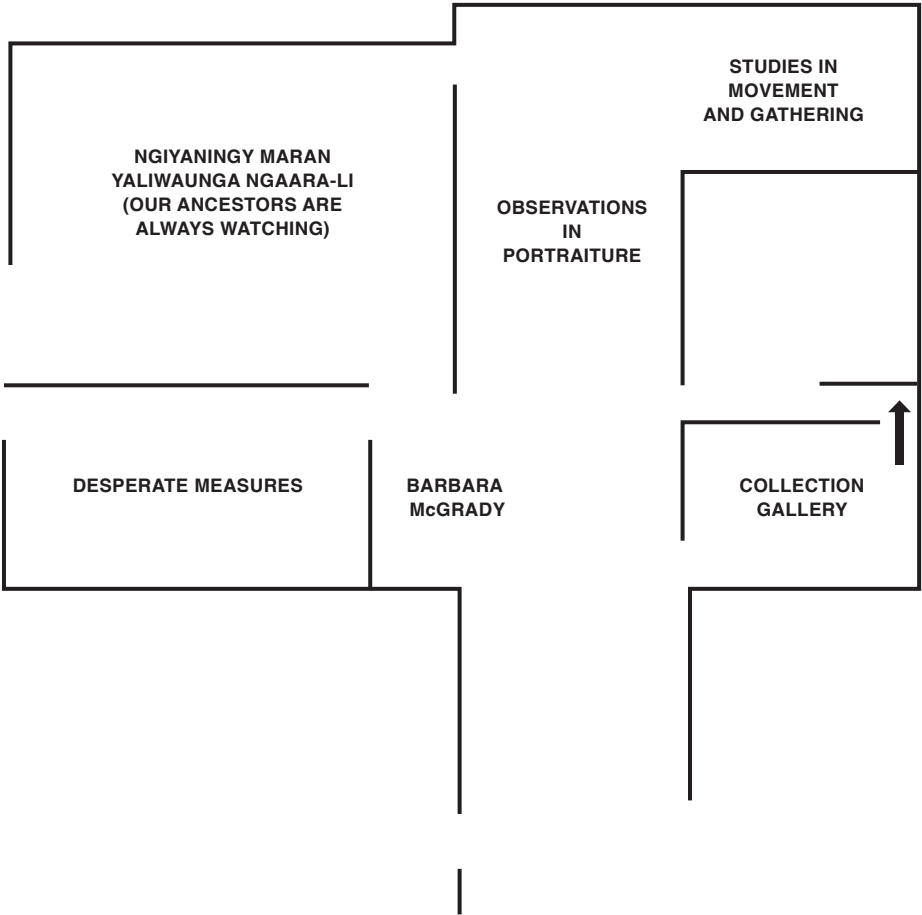 STUDIES IN
MOVEMENT
AND GATHERING
NGIYANINGY MARAN
YALIWAUNGA NGAARA-LI
(OUR ANCESTORS ARE
ALWAYS WATCHING)
OBSERVATIONS
IN
PORTRAITURE
DESPERATE MEASURES
BARBARA
McGRADY
COLLECTION
GALLERY